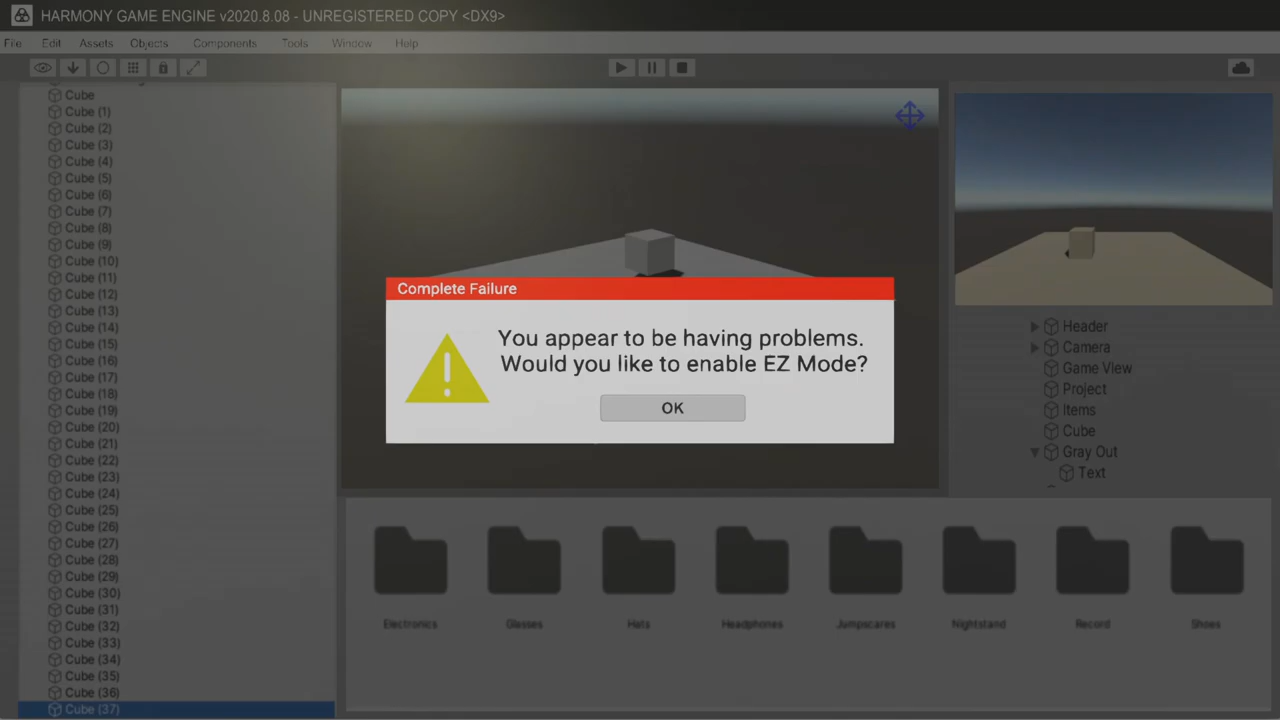 HARMONY GAME ENGINE v2020.8.08 - UNREGISTERED COPY <DX9>
File Edit Assets Objects Components Tools Window Help
Cube
Cube (1)
Cube (2)
Cube (3)
Cube (4)
Cube (5)
Cube (6)
Cube (7)
Cube (8)
Cube (9)
Cube (10)
Cube (11)
Cube (12)
Cube (13)
Cube (14)
Cube (15)
Cube (16)
Cube (17)
Cube (18)
Cube (19)
Cube (20)
Cube (21)
Cube (22)
Cube (23)
Cube (24)
Cube (25)
Cube (26)
Cube (27)
Cube (28)
Cube (29)
Cube (30)
Cube (31)
Cube (32)
Cube (33)
Cube (34)
Cube (35)
Cube (36)
Cube (37)
Complete Failure
You appear to be having problems.
Would you like to enable EZ Mode?
OK
Header
Camera
Game View
Project
Items
Cube
Gray Out
Text
Electronics Glasses Hats Headphones Jumpscares Nightstand Record Shoes